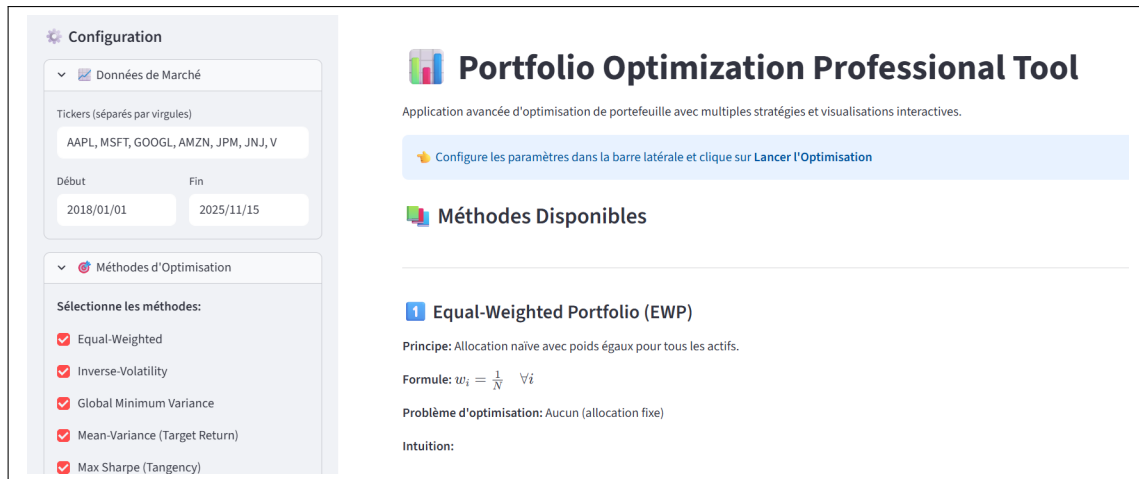 Configuration
Données de Marché
Tickers (séparés par virgules)
AAPL, MSFT, GOOGL, AMZN, JPM, JNJ, V
Début Fin
2018/01/01 2025/11/15
Méthodes d'Optimisation
Sélectionne les méthodes:
Equal-Weighted
Inverse-Volatility
Global Minimum Variance
Mean-Variance (Target Return)
Max Sharpe (Tangency)
Portfolio Optimization Professional Tool
Application avancée d'optimisation de portefeuille avec multiples stratégies et visualisations interactives.
Configure les paramètres dans la barre latérale et clique sur Lancer l'Optimisation
Méthodes Disponibles
1 Equal-Weighted Portfolio (EWP)
Principe: Allocation naïve avec poids égaux pour tous les actifs.
Formule: w_i = 1/N ∀i
Problème d'optimisation: Aucun (allocation fixe)
Intuition: